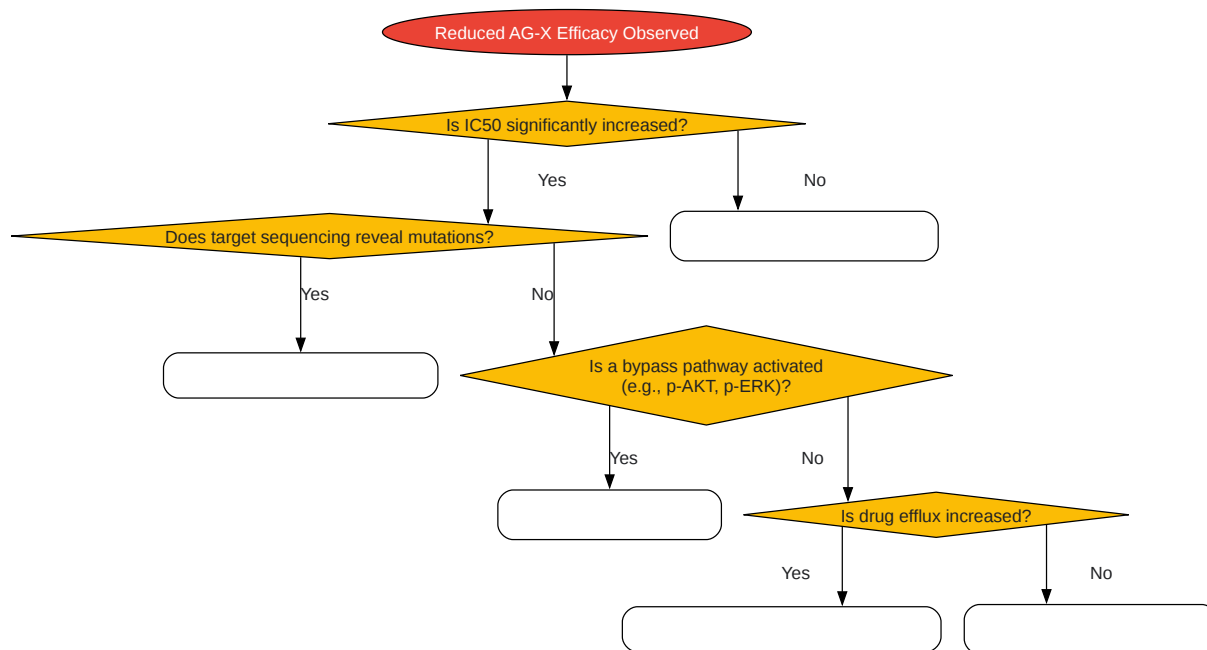 Reduced AG-X Efficacy Observed
Is IC50 significantly increased?
Yes
No
Does target sequencing reveal mutations?
Yes
No
Is a bypass pathway activated
(e.g., p-AKT, p-ERK)?
Yes
No
Is drug efflux increased?
Yes
No